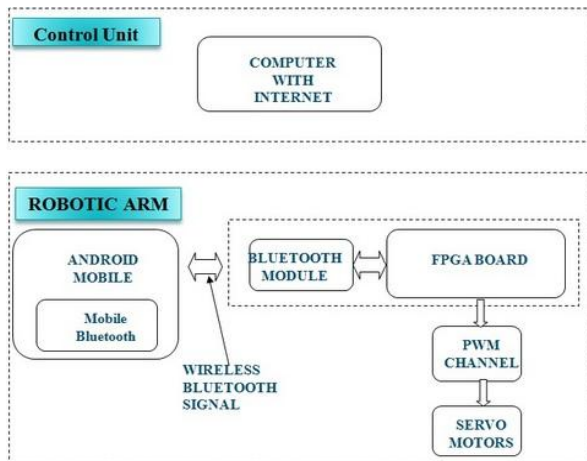 Control Unit
COMPUTER
WITH
INTERNET
ROBOTIC ARM
ANDROID
MOBILE
Mobile
Bluetooth
WIRELESS
BLUETOOTH
SIGNAL
BLUETOOTH
MODULE
FPGA BOARD
PWM
CHANNEL
SERVO
MOTORS